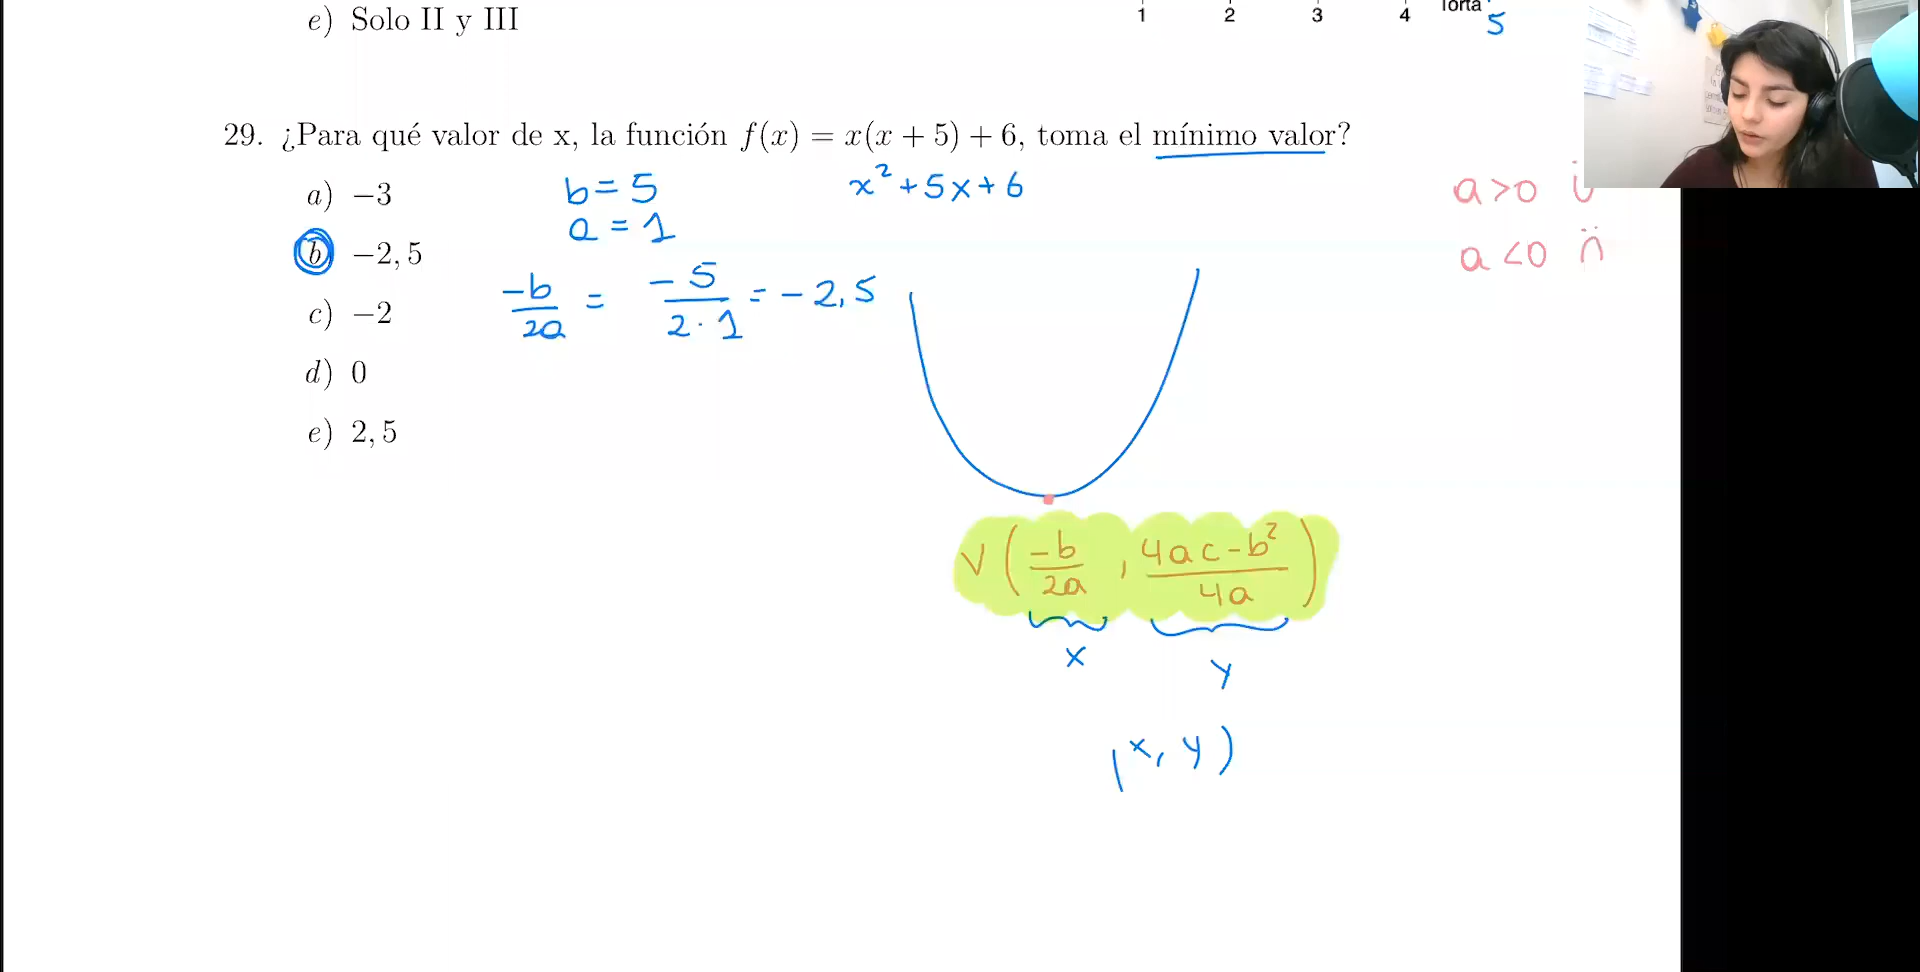 e) Solo II y III
1 2 3 4 Torta
5
29. ¿Para qué valor de x, la función f(x) = x(x + 5) + 6, toma el mínimo valor?
a) −3
b) −2, 5
c) −2
d) 0
e) 2, 5
b = 5
a = 1
x² + 5x + 6
-b/2a = -5/2·1 = -2,5
a>0 ü
a<0 n̈
V(-b/2a, 4ac-b²/4a)
x y
(x, y)